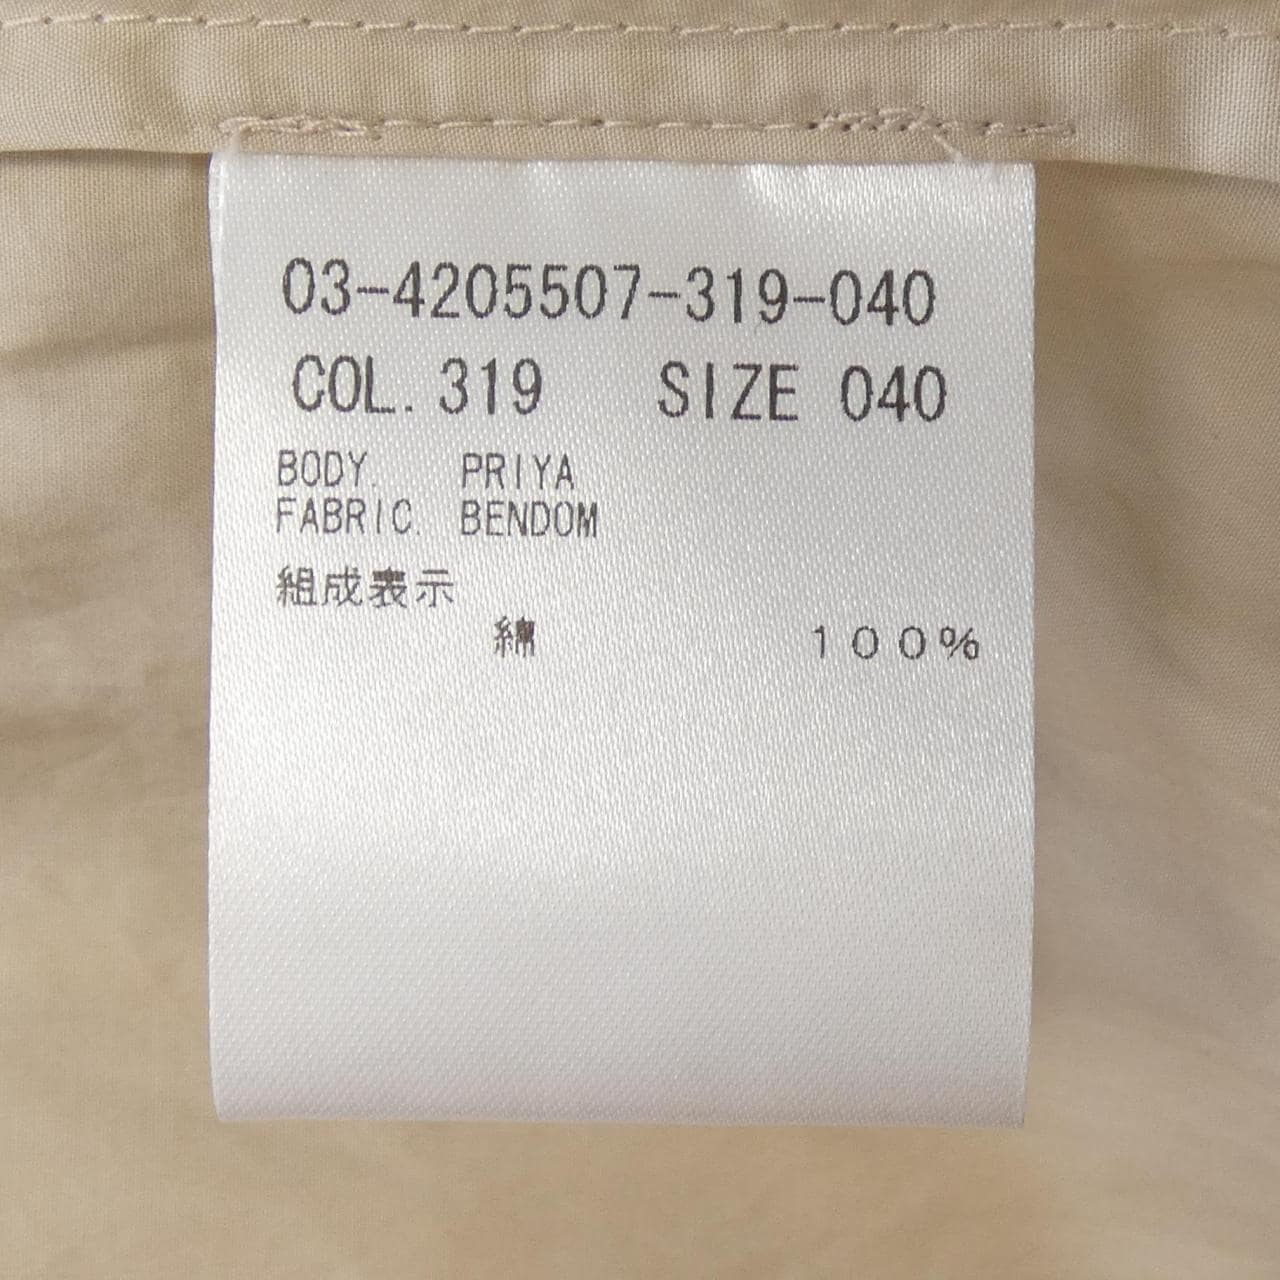 03-4205507-319-040
COL. 319 SIZE 040
BODY. PRIYA
FABRIC. BENDOM
組成表示
綿 100%